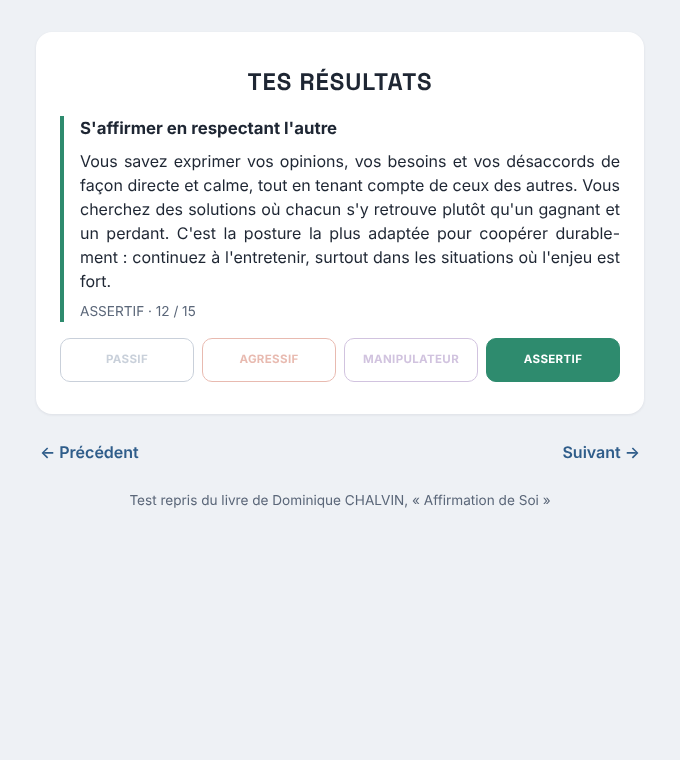 TES RÉSULTATS
S'affirmer en respectant l'autre
Vous savez exprimer vos opinions, vos besoins et vos désaccords de
façon directe et calme, tout en tenant compte de ceux des autres. Vous
cherchez des solutions où chacun s'y retrouve plutôt qu'un gagnant et
un perdant. C'est la posture la plus adaptée pour coopérer durable-
ment : continuez à l'entretenir, surtout dans les situations où l'enjeu est
fort.
ASSERTIF · 12 / 15
PASSIF AGRESSIF MANIPULATEUR ASSERTIF
← Précédent Suivant →
Test repris du livre de Dominique CHALVIN, « Affirmation de Soi »